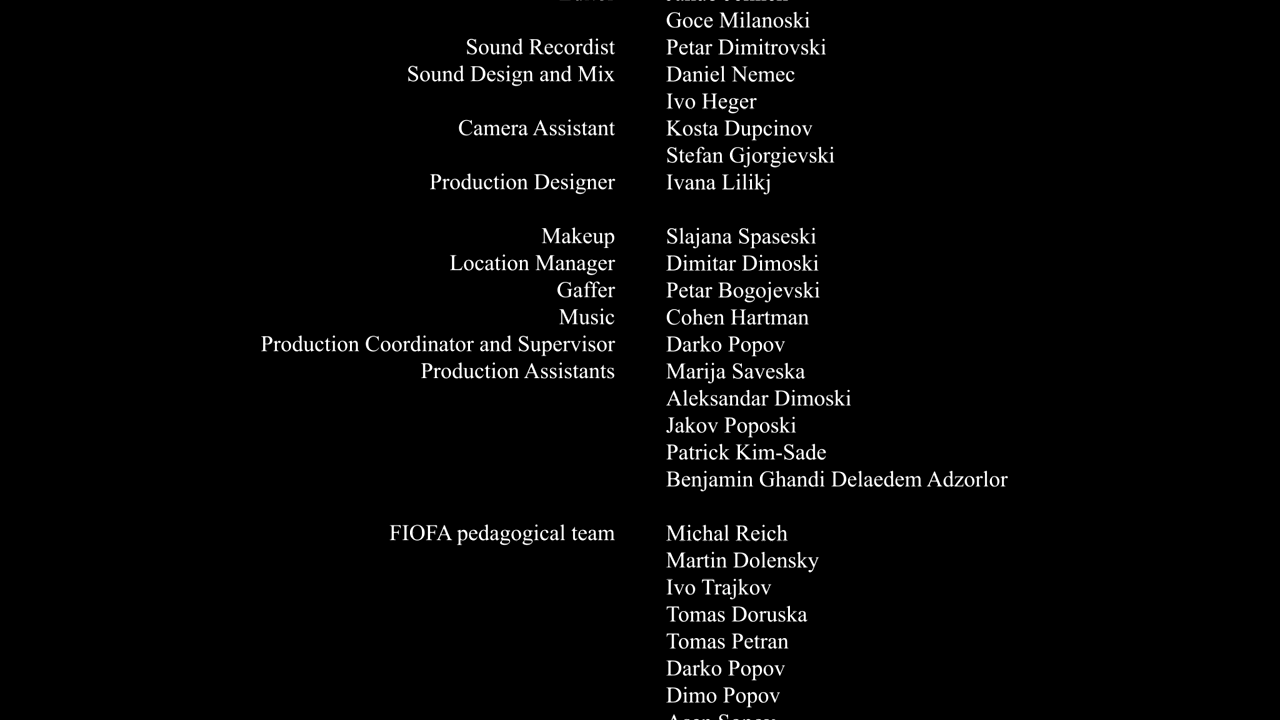 Goce Milanoski
Sound Recordist Petar Dimitrovski
Sound Design and Mix Daniel Nemec
Ivo Heger
Camera Assistant Kosta Dupcinov
Stefan Gjorgievski
Production Designer Ivana Lilikj
Makeup Slajana Spaseski
Location Manager Dimitar Dimoski
Gaffer Petar Bogojevski
Music Cohen Hartman
Production Coordinator and Supervisor Darko Popov
Production Assistants Marija Saveska
Aleksandar Dimoski
Jakov Poposki
Patrick Kim-Sade
Benjamin Ghandi Delaedem Adzorlor
FIOFA pedagogical team Michal Reich
Martin Dolensky
Ivo Trajkov
Tomas Doruska
Tomas Petran
Darko Popov
Dimo Popov